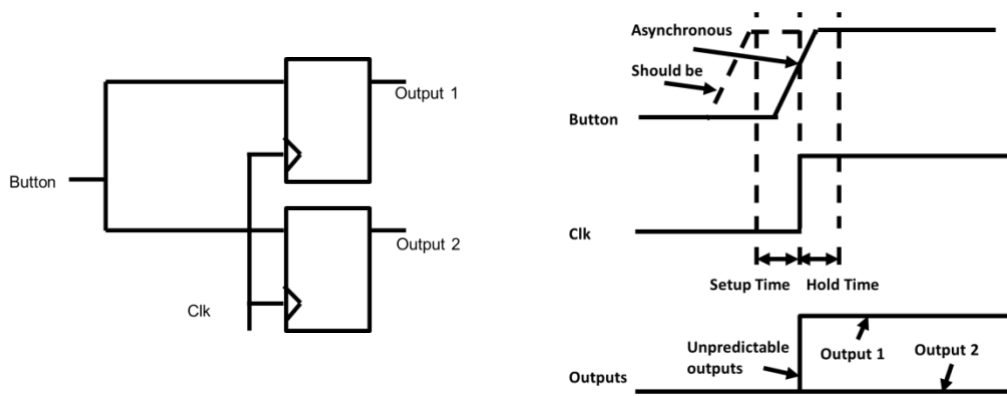 Button
Output 1
Output 2
Clk
Asynchronous
Should be
Button
Clk
Setup Time
Hold Time
Unpredictable
outputs
Output 1
Output 2
Outputs